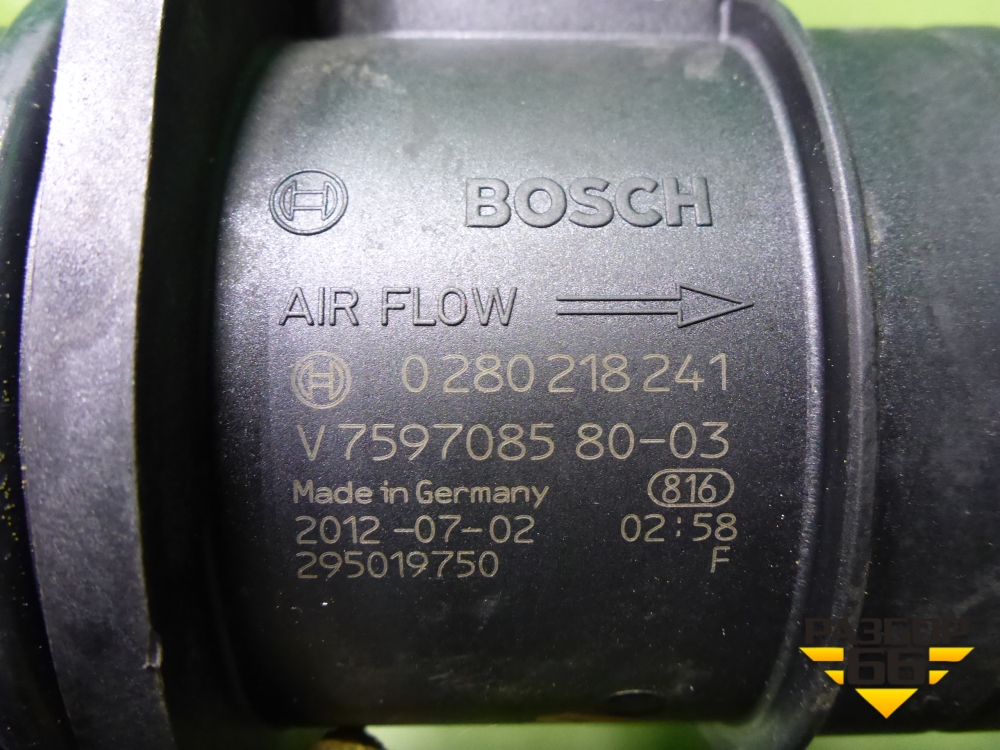 BOSCH
AIR FLOW
0 280 218 241
V 7597085 80-03
Made in Germany 816
2012-07-02 02:58
295019750 F
РАЗБОР
66